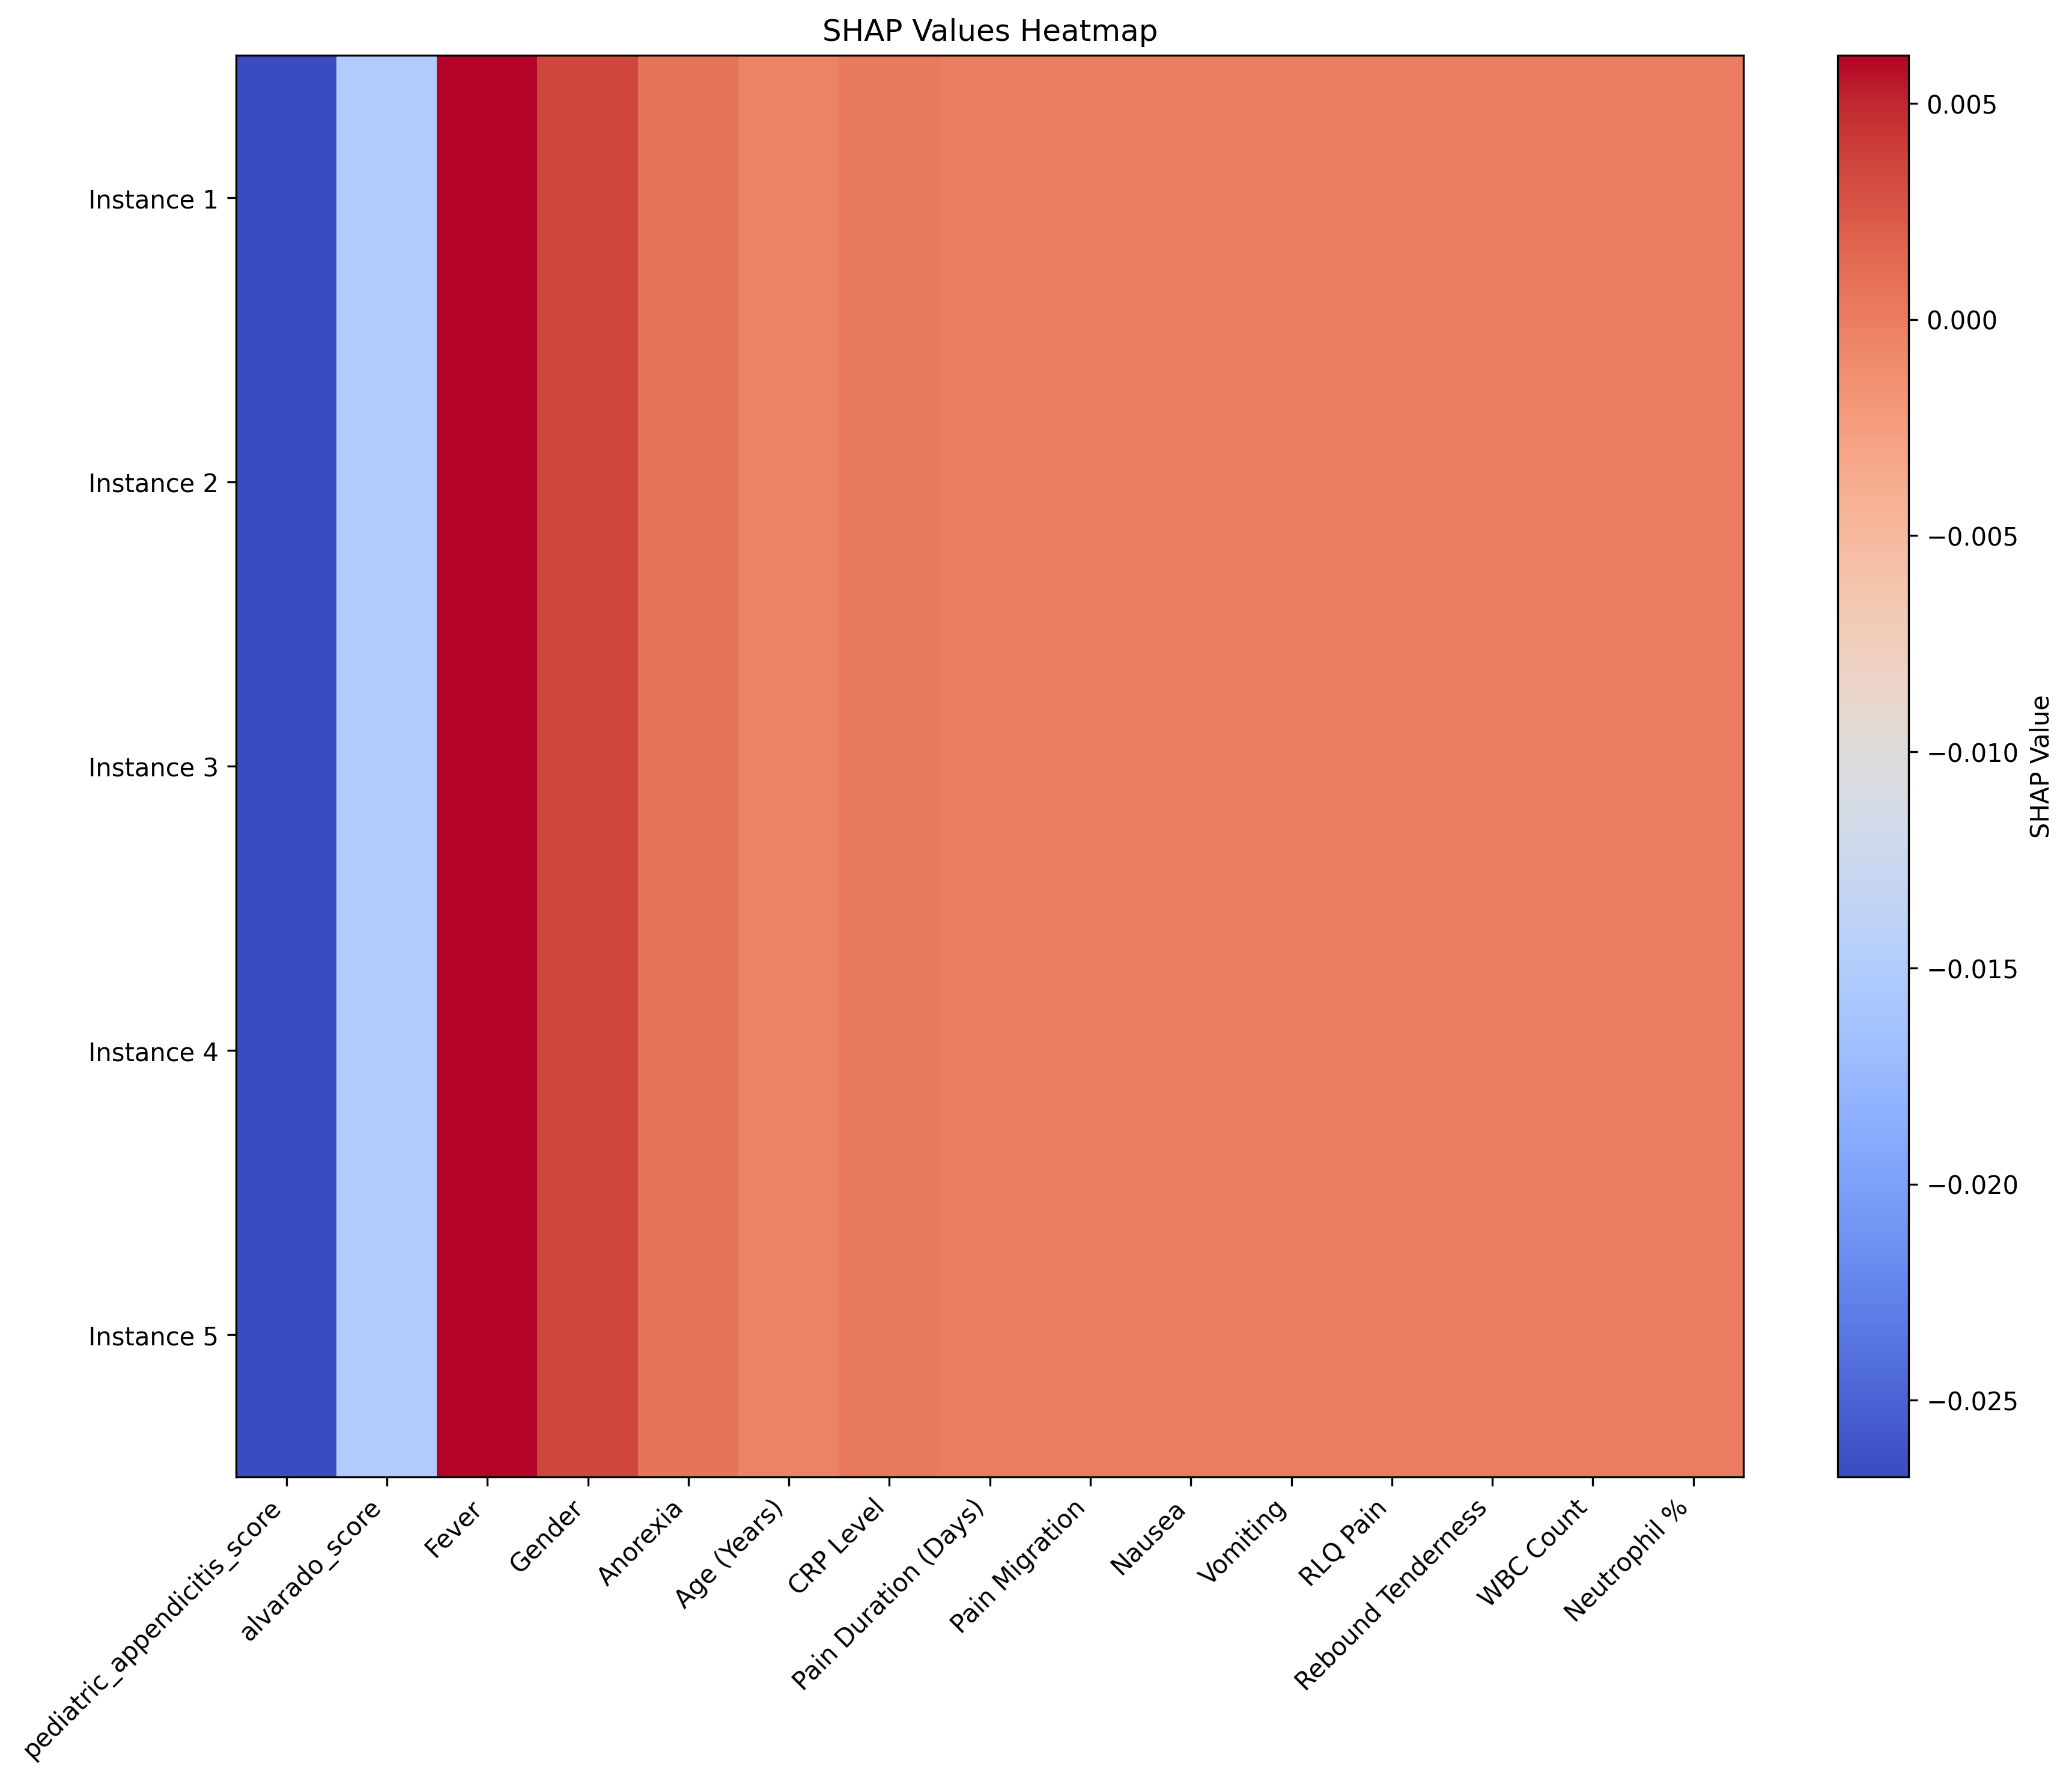 SHAP Values Heatmap
Instance 1
Instance 2
Instance 3
Instance 4
Instance 5
pediatric_appendicitis_score
alvarado_score
Fever
Gender
Anorexia
Age (Years)
CRP Level
Pain Duration (Days)
Pain Migration
Nausea
Vomiting
RLQ Pain
Rebound Tenderness
WBC Count
Neutrophil %
0.005
0.000
−0.005
−0.010
−0.015
−0.020
−0.025
SHAP Value